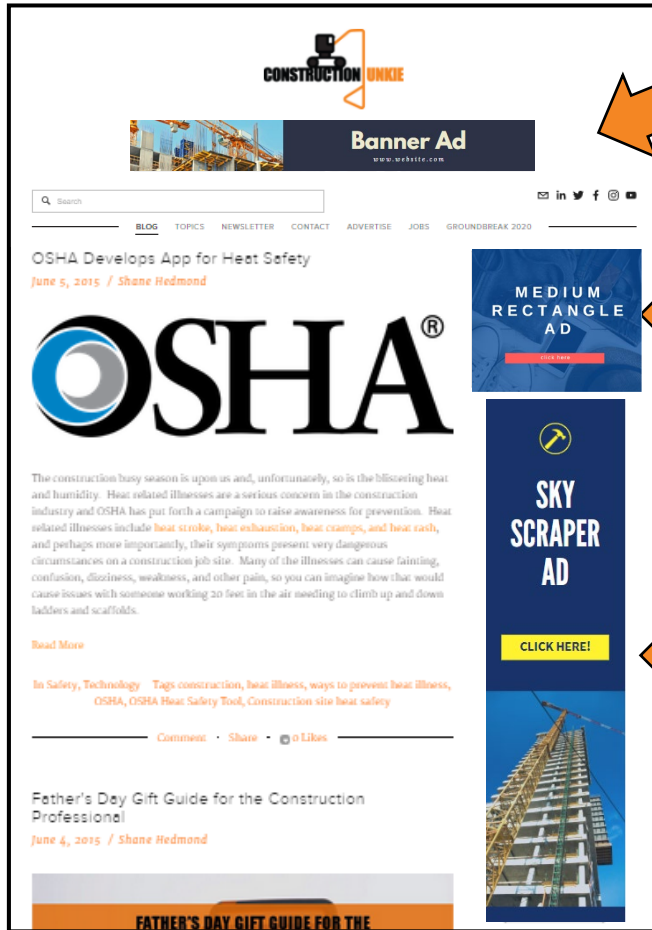 CONSTRUCTION JUNKIE
Banner Ad
www.website.com
Search
BLOG TOPICS NEWSLETTER CONTACT ADVERTISE JOBS GROUNDBREAK 2020
OSHA Develops App for Heat Safety
June 5, 2015 / Shane Hedmond
OSHA®
The construction busy season is upon us and, unfortunately, so is the blistering heat
and humidity. Heat related illnesses are a serious concern in the construction
industry and OSHA has put forth a campaign to raise awareness for prevention. Heat
related illnesses include heat stroke, heat exhaustion, heat cramps, and heat rash,
and perhaps more importantly, their symptoms present very dangerous
circumstances on a construction job site. Many of the illnesses can cause fainting,
confusion, dizziness, weakness, and other pain, so you can imagine how that would
cause issues with someone working 20 feet in the air needing to climb up and down
ladders and scaffolds.
Read More
In Safety, Technology Tags construction, heat illness, ways to prevent heat illness,
OSHA, OSHA Heat Safety Tool, Construction site heat safety
Comment · Share · 0 Likes
Father's Day Gift Guide for the Construction
Professional
June 4, 2015 / Shane Hedmond
FATHER'S DAY GIFT GUIDE FOR THE
MEDIUM
RECTANGLE
AD
click here
SKY
SCRAPER
AD
CLICK HERE!